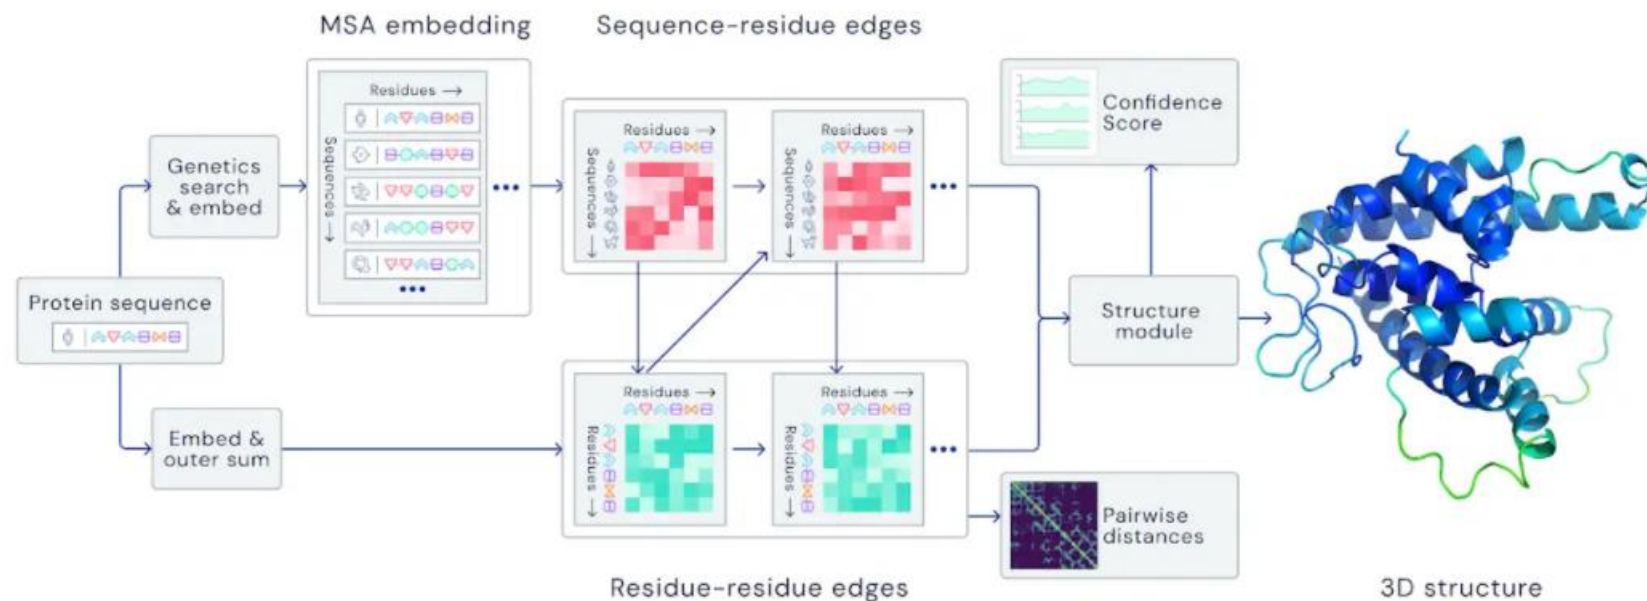 MSA embedding
Sequence-residue edges
Residues →
Sequences →
Genetics
search
& embed
Protein sequence
Embed &
outer sum
Residues →
Sequences →
Residues →
Sequences →
Residues →
Residues →
Residues →
Residues →
Confidence
Score
Structure
module
Pairwise
distances
Residue-residue edges
3D structure